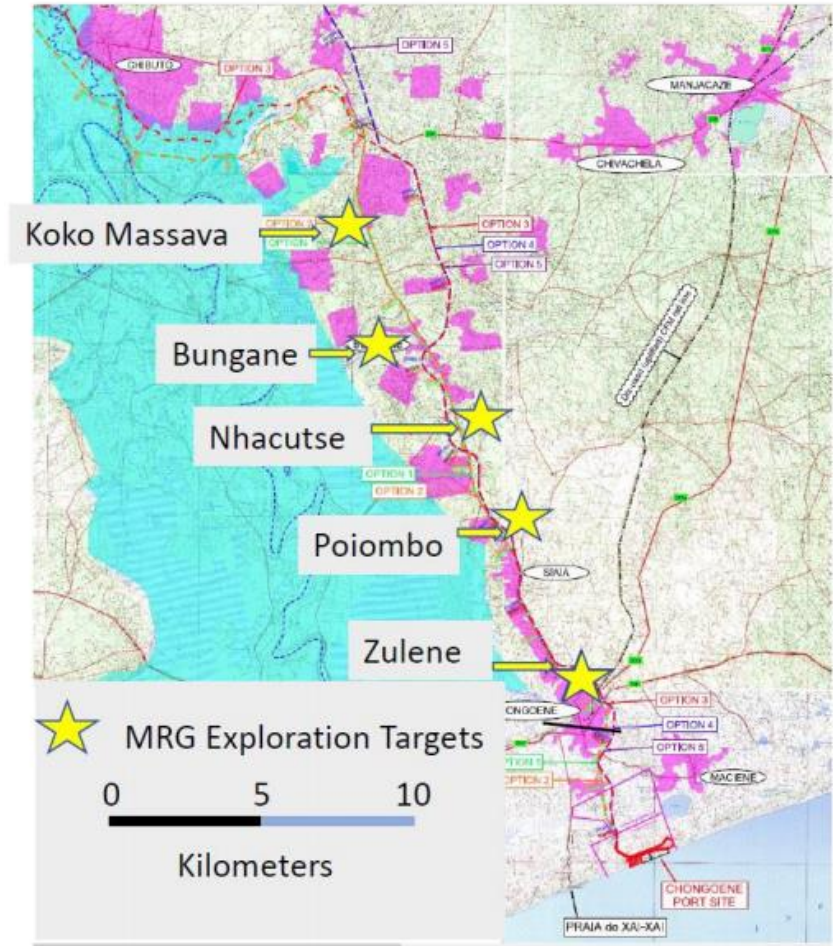 OPTION 5
CHIBUTO
OPTION 3
MANJACAZE
CHIVACHELA
Koko Massava
OPTION
OPTION 3
OPTION 4
OPTION 5
Bungane
Nhacutse
OPTION 1
OPTION 2
Poiombo
SIAIA
Zulene
OPTION 3
ONGOENE
OPTION 4
MRG Exploration Targets
OPTION 5
MACIENE
0 5 10
Kilometers
CHONGOENE
PORT SITE
PRAIA do XAI-XAI